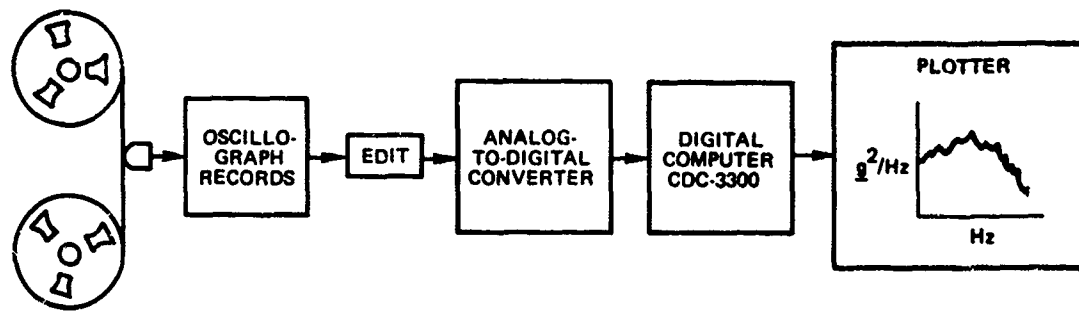 OSCILLO-
GRAPH
RECORDS
EDIT
ANALOG-
TO-DIGITAL
CONVERTER
DIGITAL
COMPUTER
CDC-3300
PLOTTER
g²/Hz
Hz